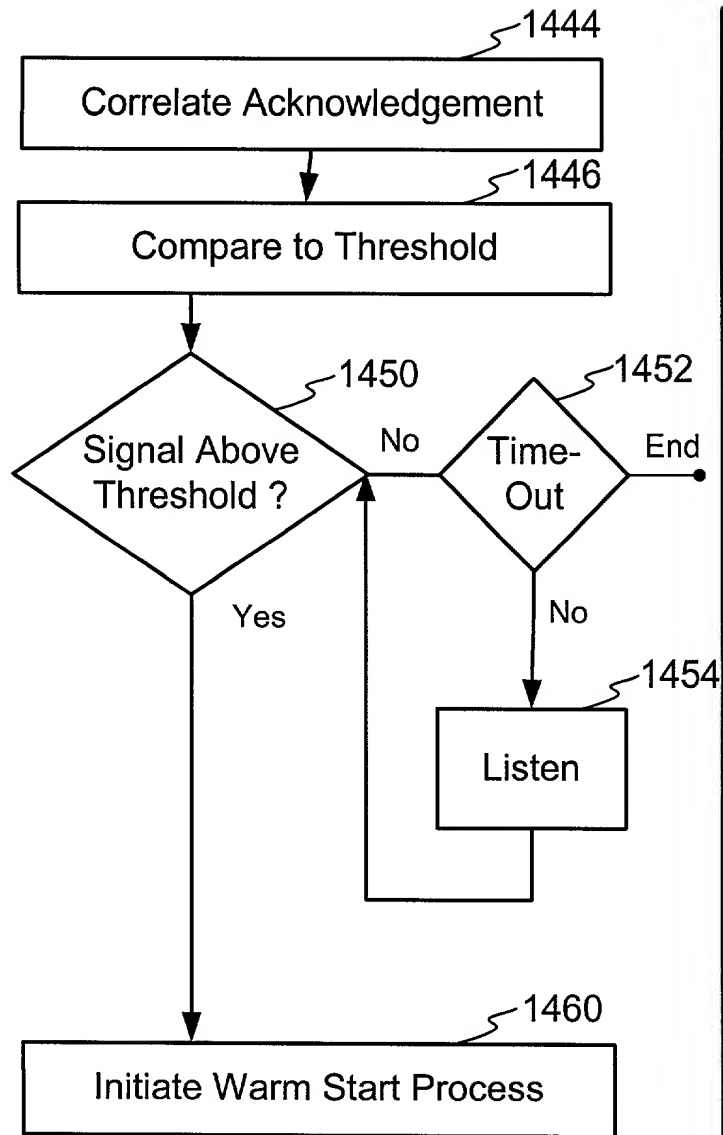 1444
Correlate Acknowledgement
1446
Compare to Threshold
1450
Signal Above
Threshold ?
No
1452
Time-
Out
End
Yes
No
1454
Listen
1460
Initiate Warm Start Process